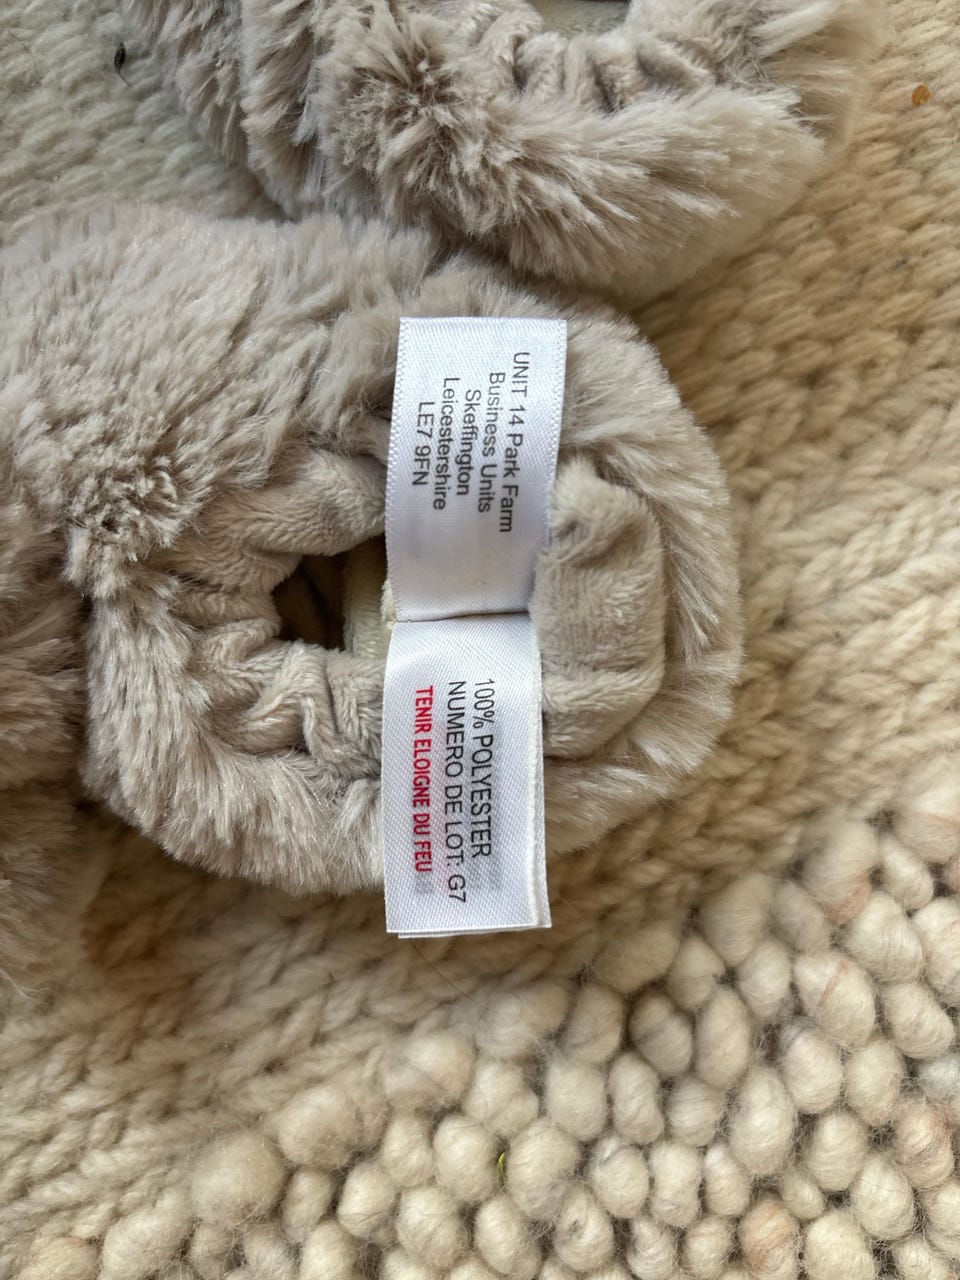 UNIT 14 Park Farm
Business Units
Skeffington
Leicestershire
LE7 9FN
100% POLYESTER
NUMERO DE LOT: G7
TENIR ELOIGNE DU FEU